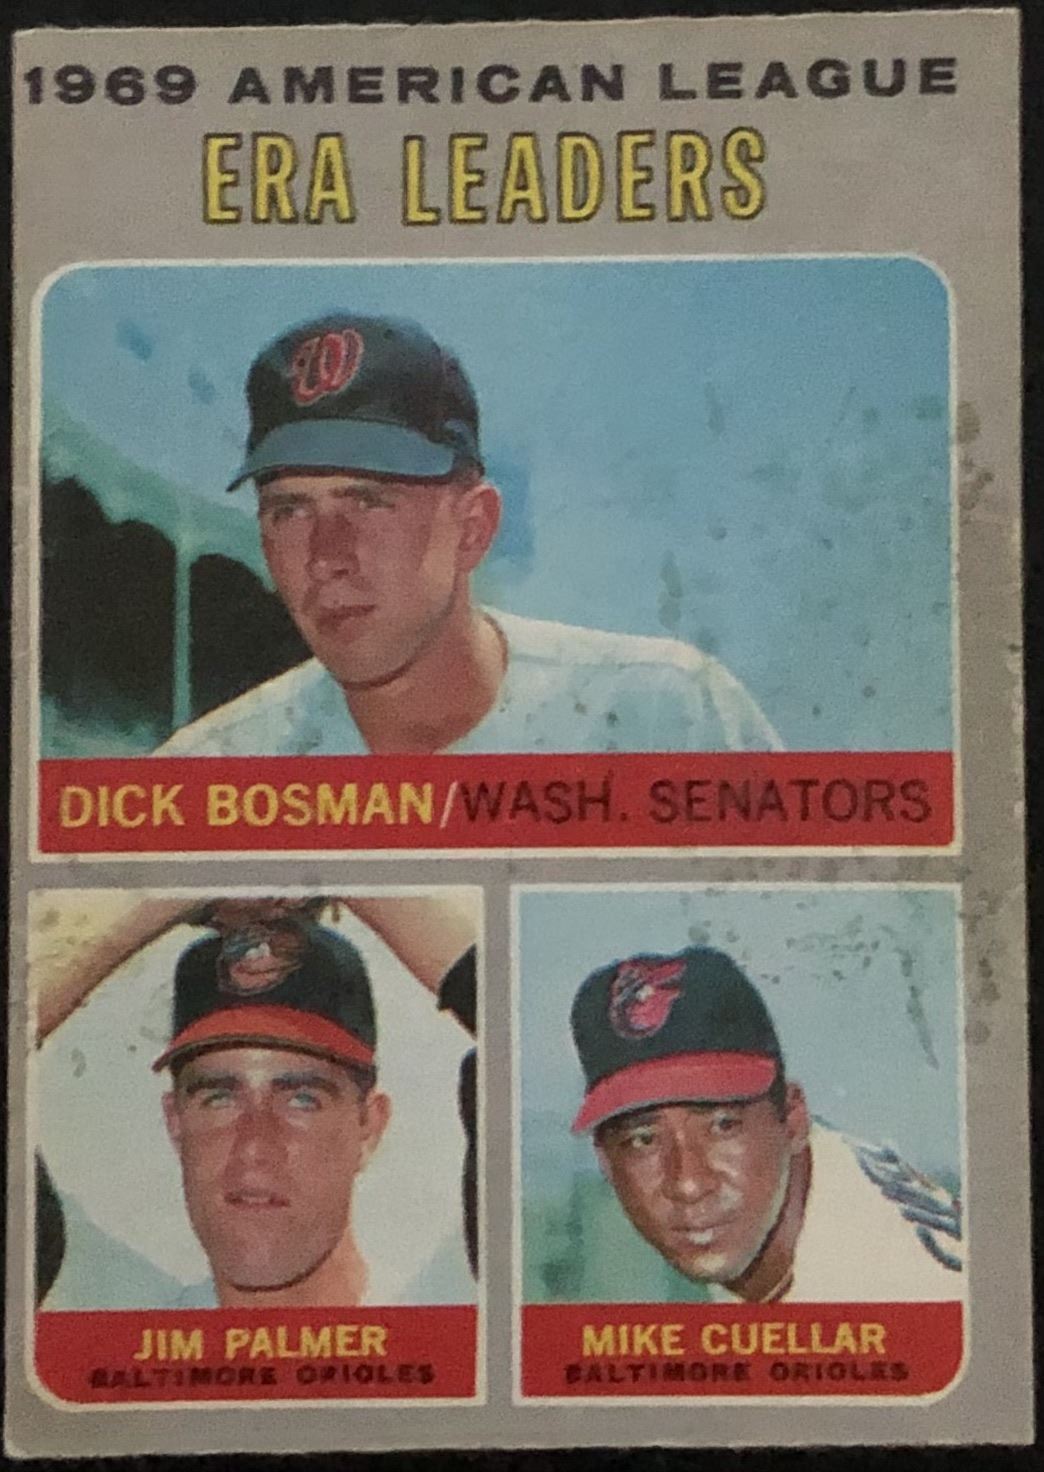 1969 AMERICAN LEAGUE
ERA LEADERS
W
DICK BOSMAN/WASH. SENATORS
JIM PALMER
BALTIMORE ORIOLES
MIKE CUELLAR
BALTIMORE ORIOLES